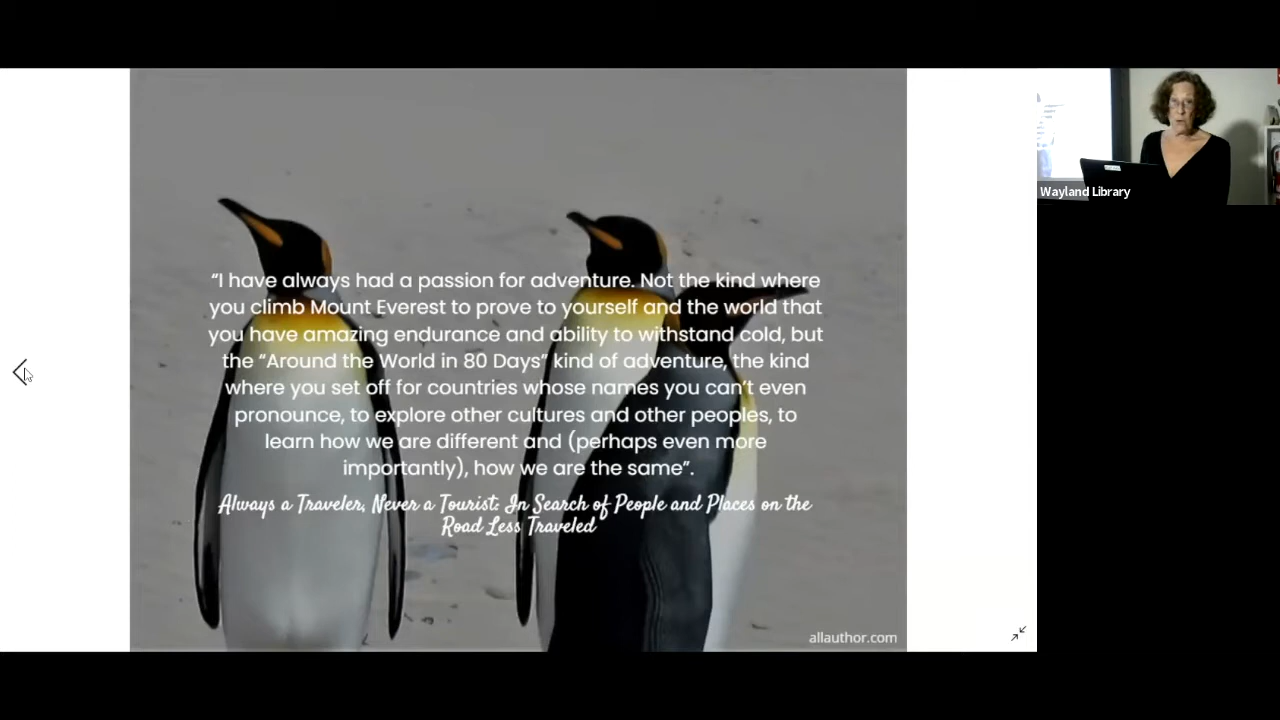 “I have always had a passion for adventure. Not the kind where
you climb Mount Everest to prove to yourself and the world that
you have amazing endurance and ability to withstand cold, but
the “Around the World in 80 Days” kind of adventure, the kind
where you set off for countries whose names you can’t even
pronounce, to explore other cultures and other peoples, to
learn how we are different and (perhaps even more
importantly), how we are the same”.
Always a Traveler, Never a Tourist: In Search of People and Places on the
Road Less Traveled
allauthor.com
Wayland Library